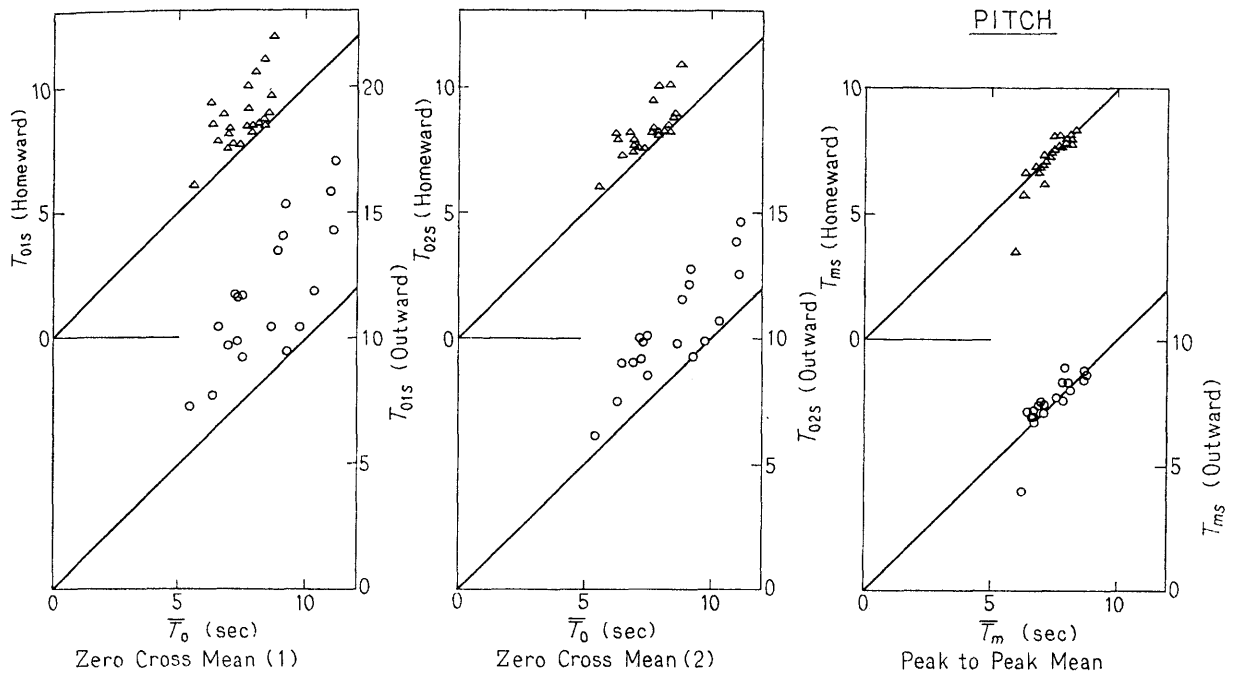 PITCH
T01S (Homeward)
10
5
0
20
15
10
5
0
T01S (Outward)
0
5
10
T̅0 (sec)
Zero Cross Mean (1)
T02S (Homeward)
10
5
0
15
10
5
0
T02S (Outward)
0
5
10
T̅0 (sec)
Zero Cross Mean (2)
Tms (Homeward)
10
5
0
10
5
0
Tms (Outward)
0
5
10
T̅m (sec)
Peak to Peak Mean